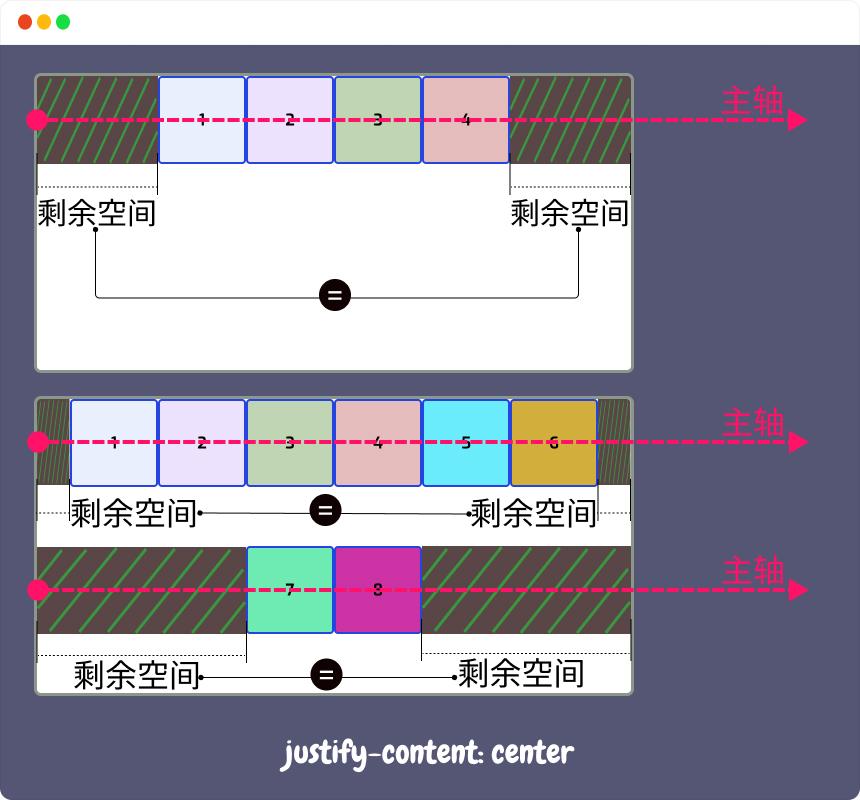 主轴
1 2 3 4
剩余空间 剩余空间
=
主轴
1 2 3 4 5 6
剩余空间 = 剩余空间
主轴
7 8
剩余空间 = 剩余空间
justify-content: center